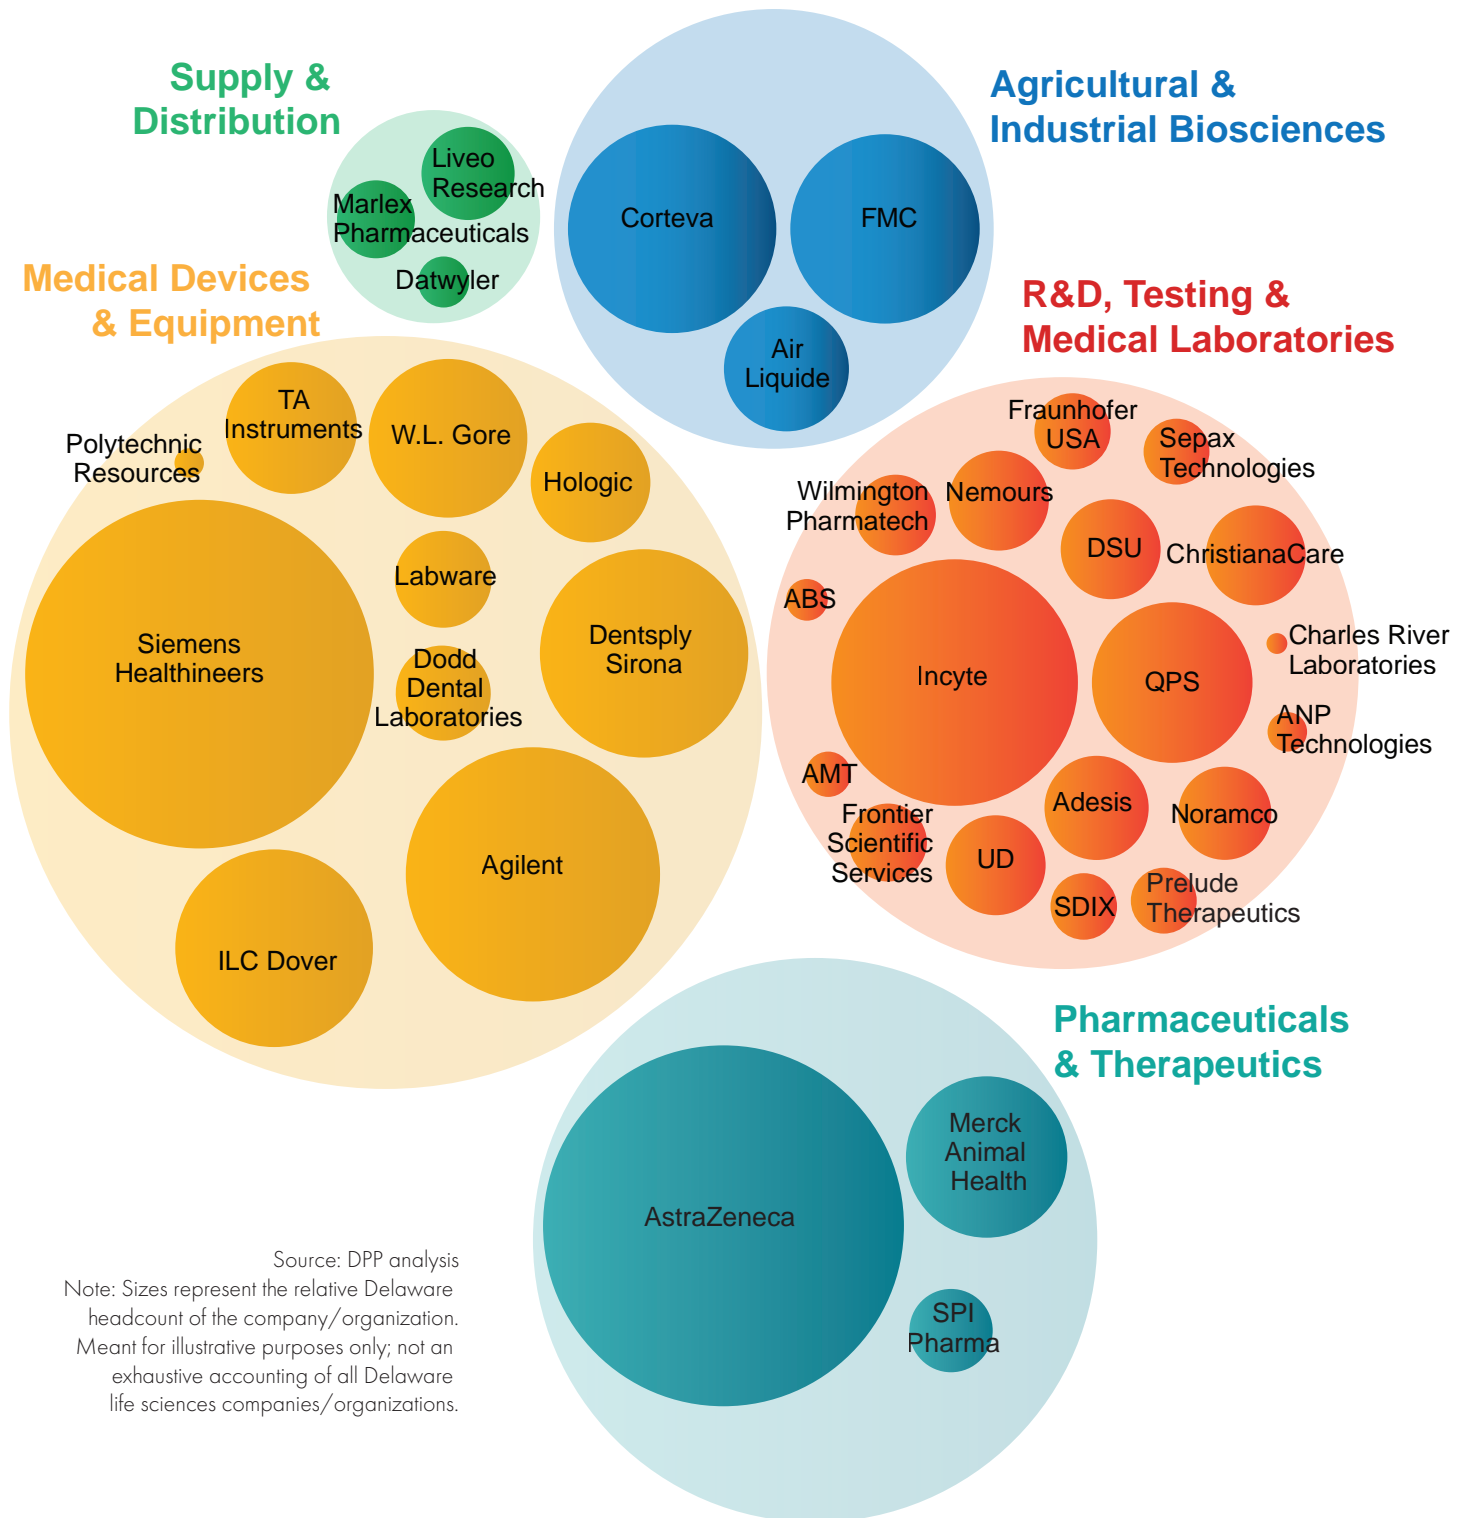 Supply &
Distribution
Liveo
Research
Marlex
Pharmaceuticals
Datwyler
Agricultural &
Industrial Biosciences
Corteva
FMC
Air
Liquide
Medical Devices
& Equipment
TA
Instruments
W.L. Gore
Polytechnic
Resources
Hologic
Labware
Siemens
Healthineers
Dentsply
Sirona
Dodd
Dental
Laboratories
Agilent
ILC Dover
R&D, Testing &
Medical Laboratories
Fraunhofer
USA
Sepax
Technologies
Wilmington
Pharmatech
Nemours
DSU
ChristianaCare
ABS
Incyte
QPS
Charles River
Laboratories
ANP
Technologies
AMT
Adesis
Noramco
Frontier
Scientific
Services
UD
SDIX
Prelude
Therapeutics
Pharmaceuticals
& Therapeutics
Merck
Animal
Health
AstraZeneca
SPI
Pharma
Source: DPP analysis
Note: Sizes represent the relative Delaware
headcount of the company/organization.
Meant for illustrative purposes only; not an
exhaustive accounting of all Delaware
life sciences companies/organizations.